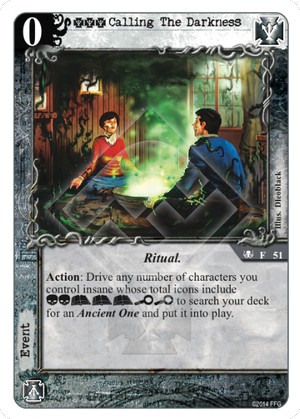 0
Calling The Darkness
Illus. Dleoblack
Ritual.
F 51
Action: Drive any number of characters you
control insane whose total icons include
to search your deck
for an Ancient One and put it into play.
Event
©2014 FFG